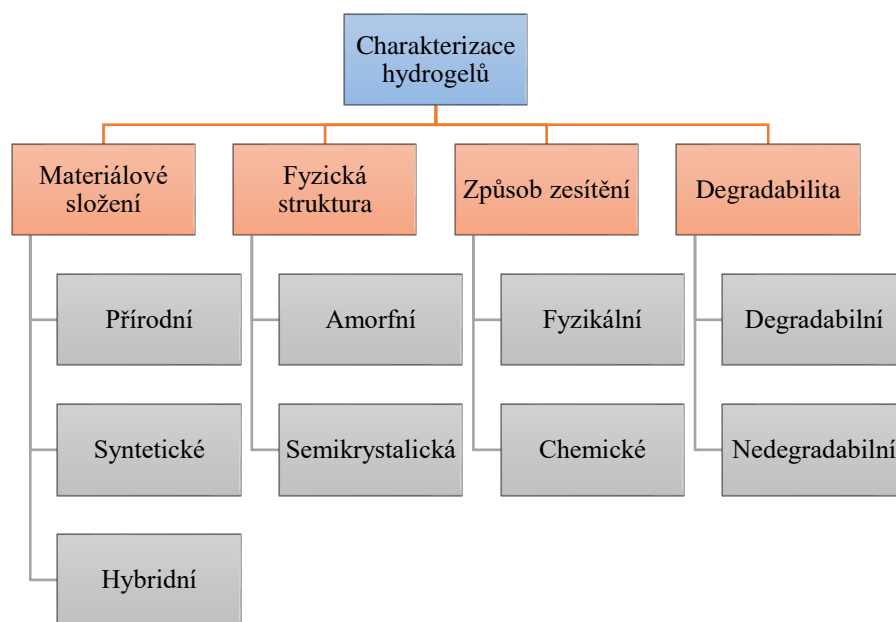 Charakterizace
hydrogelů
Materiálové
složení
Fyzická
struktura
Způsob zesítění
Degradabilita
Přírodní
Amorfní
Fyzikální
Degradabilní
Syntetické
Semikrystalická
Chemické
Nedegradabilní
Hybridní